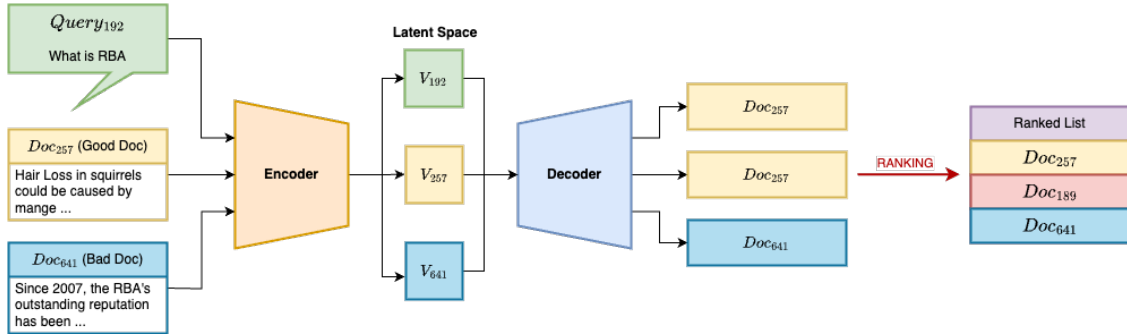 Query192
What is RBA
Doc257 (Good Doc)
Hair Loss in squirrels
could be caused by
mange ...
Doc641 (Bad Doc)
Since 2007, the RBA's
outstanding reputation
has been ...
Encoder
Latent Space
V192
V257
V641
Decoder
Doc257
Doc257
Doc641
RANKING
Ranked List
Doc257
Doc189
Doc641